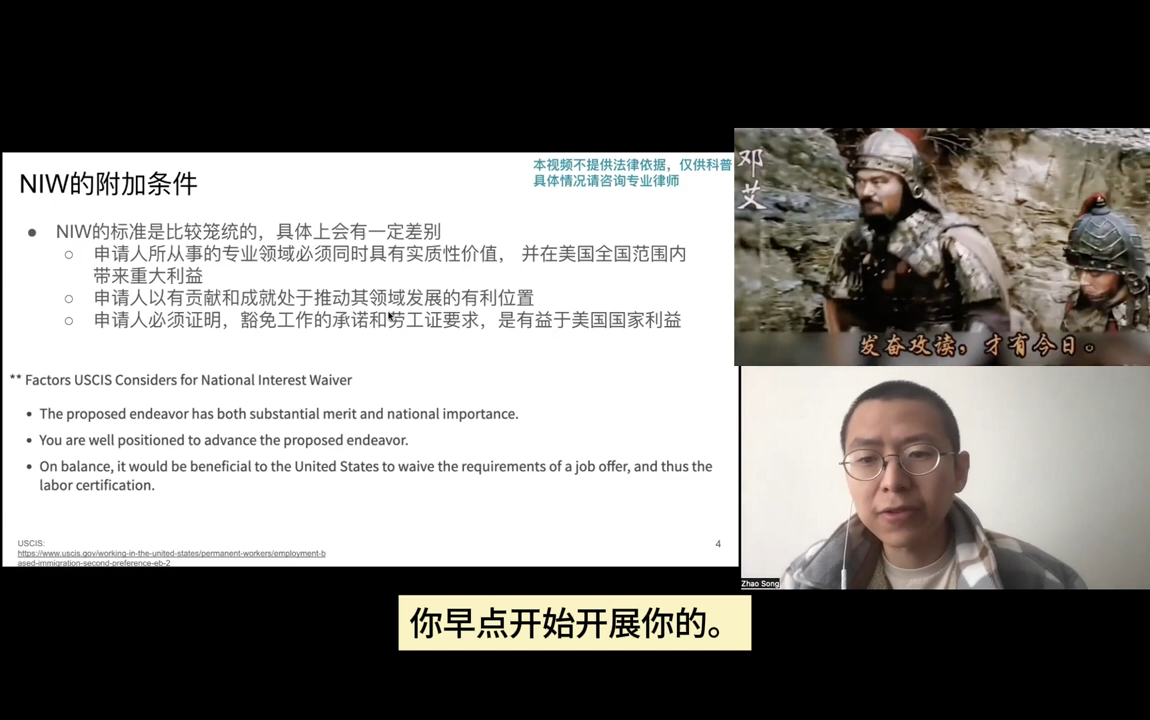 NIW的附加条件
本视频不提供法律依据，仅供科普
具体情况请咨询专业律师
NIW的标准是比较笼统的，具体上会有一定差别
申请人所从事的专业领域必须同时具有实质性价值， 并在美国全国范围内
带来重大利益
申请人以有贡献和成就处于推动其领域发展的有利位置
申请人必须证明，豁免工作的承诺和劳工证要求，是有益于美国国家利益
** Factors USCIS Considers for National Interest Waiver
• The proposed endeavor has both substantial merit and national importance.
• You are well positioned to advance the proposed endeavor.
• On balance, it would be beneficial to the United States to waive the requirements of a job offer, and thus the
labor certification.
USCIS:
https://www.uscis.gov/working-in-the-united-states/permanent-workers/employment-b
ased-immigration-second-preference-eb-2
4
邓艾
发奋攻读，才有今日。
Zhao Song
你早点开始开展你的。